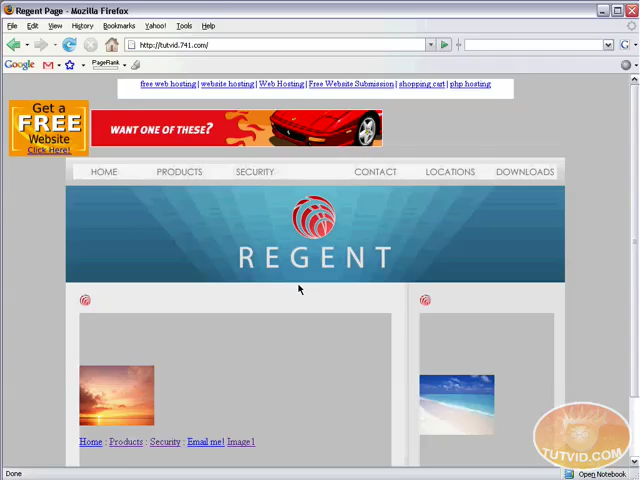 Regent Page - Mozilla Firefox
File Edit View History Bookmarks Yahoo! Tools Help
http://tutvid.741.com/
Google PageRank
free web hosting | website hosting | Web Hosting | Free Website Submission | shopping cart | php hosting
Get a
FREE
Website
Click Here!
WANT ONE OF THESE?
HOME PRODUCTS SECURITY CONTACT LOCATIONS DOWNLOADS
REGENT
Home : Products : Security : Email me! Image1
TUTVID.COM
Done Open Notebook